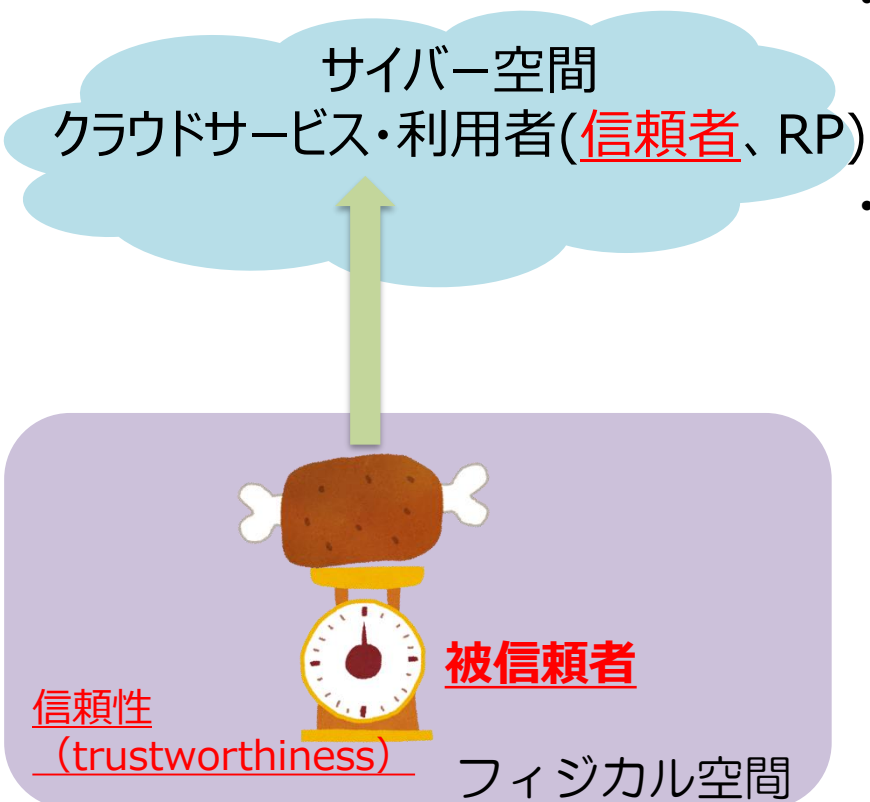 サイバー空間
クラウドサービス・利用者(信頼者、RP)
被信頼者
信頼性
（trustworthiness）
フィジカル空間